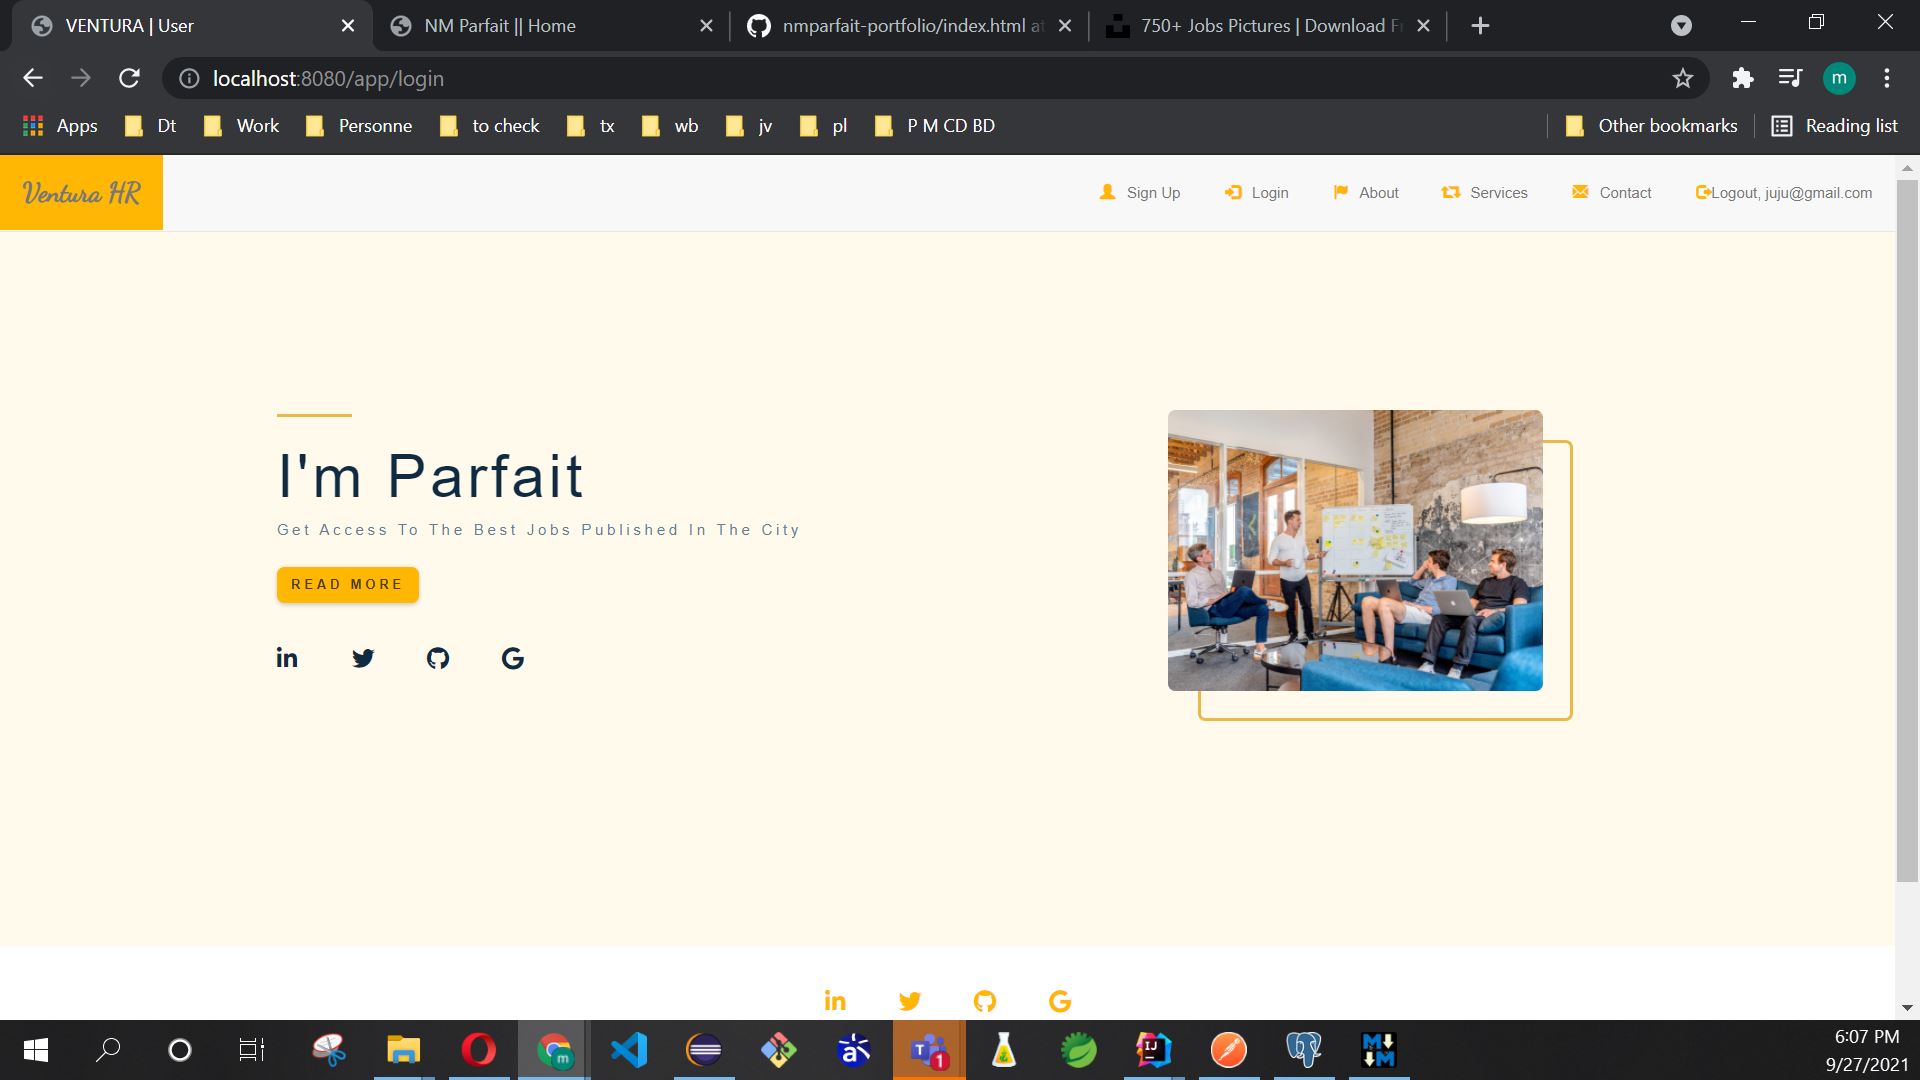 VENTURA | User
NM Parfait || Home
nmparfait-portfolio/index.html at
750+ Jobs Pictures | Download Fr
localhost:8080/app/login
m
Apps
Dt
Work
Personne
to check
tx
wb
jv
pl
P M CD BD
Other bookmarks
Reading list
Ventura HR
Sign Up
Login
About
Services
Contact
Logout, juju@gmail.com
I'm Parfait
Get Access To The Best Jobs Published In The City
READ MORE
6:07 PM
9/27/2021